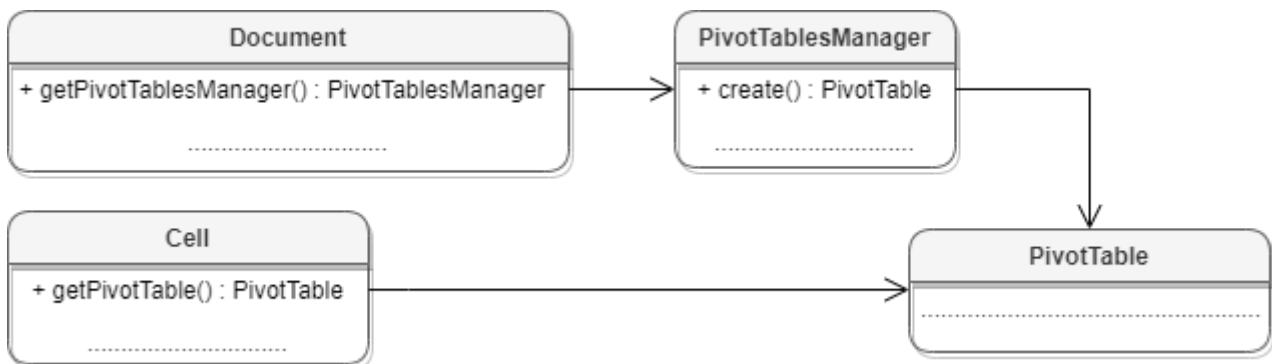 Document
+ getPivotTablesManager() : PivotTablesManager
..............................
PivotTablesManager
+ create() : PivotTable
..............................
Cell
+ getPivotTable() : PivotTable
..............................
PivotTable
...................................................